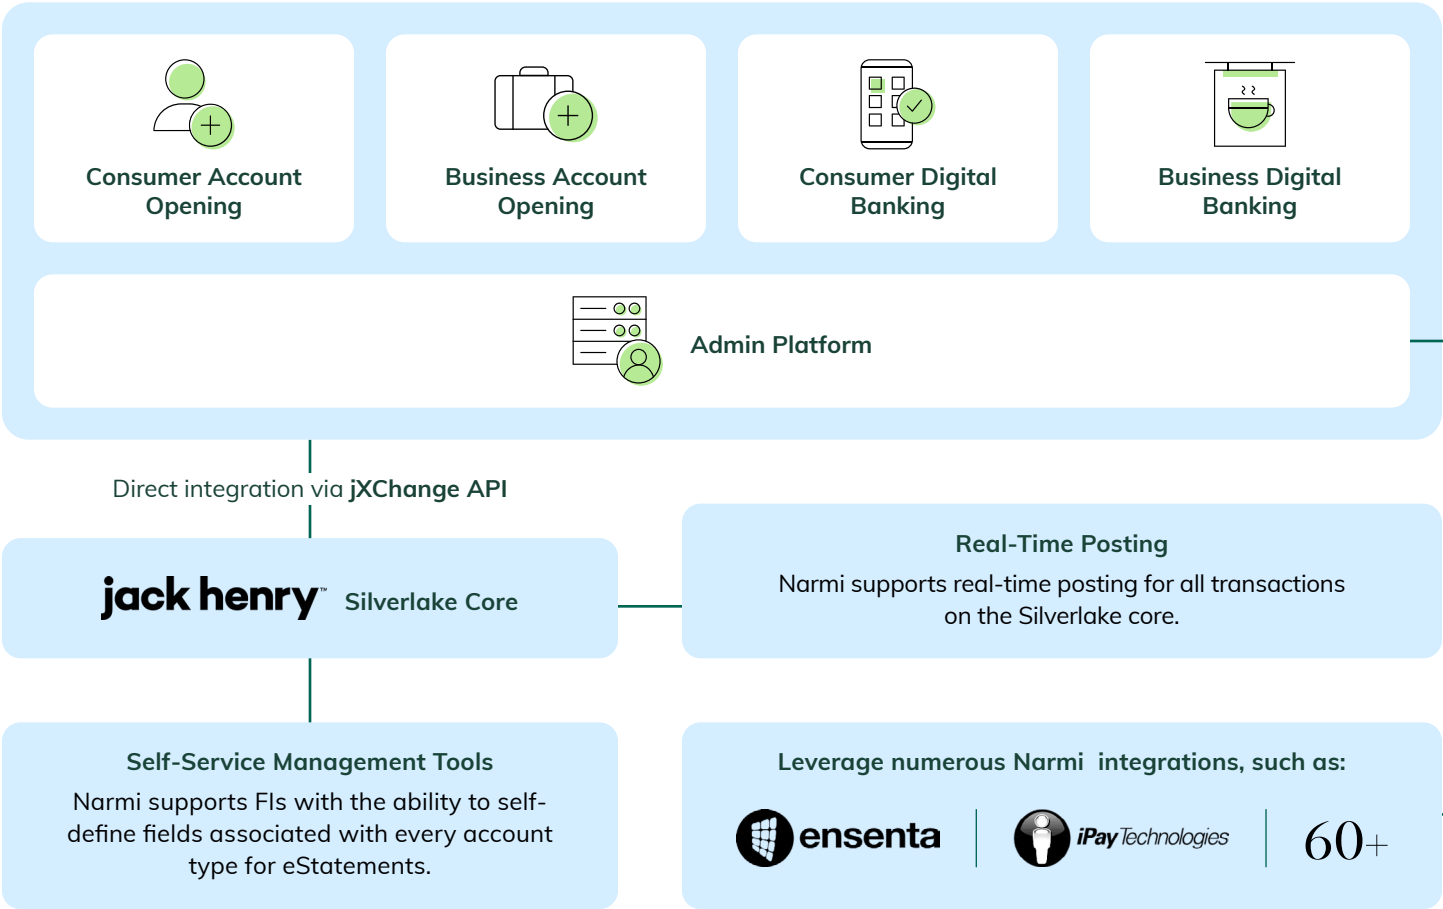 Consumer Account
Opening
Business Account
Opening
Consumer Digital
Banking
Business Digital
Banking
Admin Platform
Direct integration via jXChange API
jack henry™ Silverlake Core
Real-Time Posting
Narmi supports real-time posting for all transactions
on the Silverlake core.
Self-Service Management Tools
Narmi supports FIs with the ability to self-
define fields associated with every account
type for eStatements.
Leverage numerous Narmi integrations, such as:
ensenta
iPay Technologies
60+